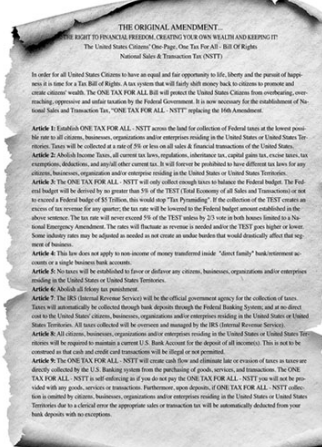 THE ORIGINAL AMENDMENT...
THE RIGHT TO FINANCIAL FREEDOM, CREATING YOUR OWN WEALTH AND KEEPING IT!
The United States Citizens' One-Page, One Tax For All - Bill Of Rights
National Sales & Transaction Tax (NSTT)
In order for all United States Citizens to have an equal and fair opportunity to life, liberty and the pursuit of happi-
ness it is time for a Tax Bill of Rights. A tax system that will fairly shift money back to citizens to promote and
create citizens' wealth. The ONE TAX FOR ALL Bill will protect the United States Citizens from overbearing, over-
reaching, oppressive and unfair taxation by the Federal Government. It is now necessary for the establishment of Na-
tional Sales and Transaction Tax, "ONE TAX FOR ALL - NSTT" replacing the 16th Amendment.
Article 1: Establish ONE TAX FOR ALL - NSTT across the land for collection of Federal taxes at the lowest possi-
ble rate to all citizens, businesses, organizations and/or enterprises residing in the United States or United States Ter-
ritories. Taxes will be collected at a rate of 5% or less on all sales & financial transactions of the United States.
Article 2: Abolish Income Taxes, all current tax laws, regulations, inheritance tax, capital gains tax, excise taxes, tax
exemptions, deductions, and any/all other current tax. It will forever be prohibited to have different tax laws for any
citizens, business, organization and/or enterprise residing in the United States or United States Territories.
Article 3: The ONE TAX FOR ALL - NSTT will only collect enough taxes to balance the Federal budget. The Fed-
eral budget will be derived by no greater than 5% of the TEST (Total Economy of all Sales and Transactions) or not
to exceed a Federal budge of $5 Trillion, this would stop "Tax Pyramiding". If the collection of the TEST creates an
excess of tax revenue for any quarter; the tax rate will be lowered to the Federal budget amount established in the
above sentence. The tax rate will never exceed 5% of the TEST unless by 2/3 vote in both houses limited to a Na-
tional Emergency Amendment. The rates will fluctuate as revenue is needed and/or the TEST goes higher or lower.
Some industry rates may be adjusted as needed as not create an undue burden that would drastically affect that seg-
ment of business.
Article 4: This law does not apply to non-income of money transferred inside "direct family" bank/retirement ac-
counts or a single business bank accounts.
Article 5: No taxes will be established to favor or disfavor any citizens, business, organizations and/or enterprises
residing in the United States or United States Territories.
Article 6: Abolish all felony tax punishment.
Article 7: The IRS (Internal Revenue Service) will be the official government agency for the collection of taxes.
Taxes will be automatically be collected through bank deposits through the Federal Banking System; and at no direct
cost to the United States' citizens, businesses, organizations and/or enterprises residing in the United States or United
States Territories. All taxes collected will be overseen and managed by the IRS (Internal Revenue Service).
Article 8: All citizens, businesses, organizations and/or enterprises residing in the United States or United States Ter-
ritories will be required to maintain a current U.S. Bank Account for the deposit of all income(s). This is not to be
construed as that cash and credit card transactions will be illegal or not permitted.
Article 9: The ONE TAX FOR ALL - NSTT will create cash flow and eliminate late or evasion of taxes as taxes are
directly collected by the U.S. Banking system from the purchasing of goods, services, and transactions. The ONE
TAX FOR ALL - NSTT is self-enforcing as if you do not pay the ONE TAX FOR ALL - NSTT you will not be pro-
vided with any goods, services or transactions. Furthermore, upon deposits, if ONE TAX FOR ALL - NSTT collec-
tion is omitted by citizens, businesses, organizations and/or enterprises residing in the United States or United States
Territories due to a clerical error the appropriate sales or transaction tax will be automatically deducted from your
bank deposits with no exceptions.